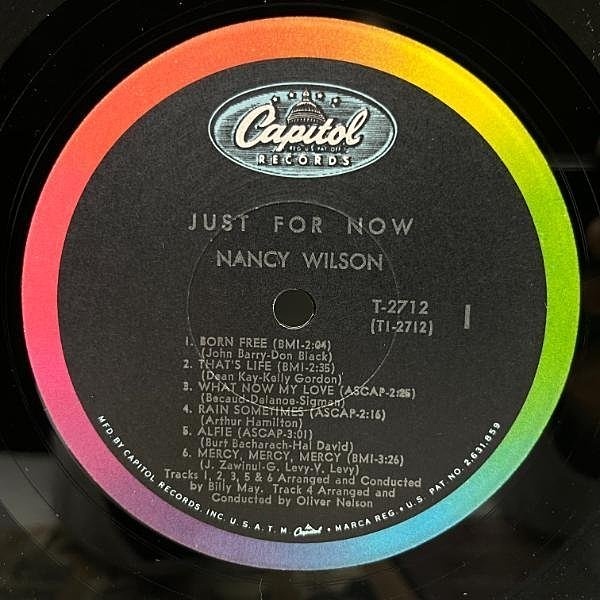 Capitol
REG. U.S. PAT. OFF.
RECORDS
JUST FOR NOW
NANCY WILSON
T-2712
(T1-2712)
1
1. BORN FREE (BMI-2:04)
(John Barry-Don Black)
2. THAT'S LIFE (BMI-2:35)
(Dean Kay-Kelly Gordon)
3. WHAT NOW MY LOVE (ASCAP-2:25)
(Becaud-Delanoe-Sigman)
4. RAIN SOMETIMES (ASCAP-2:16)
(Arthur Hamilton)
5. ALFIE (ASCAP-3:01)
(Burt Bacharach-Hal David)
6. MERCY, MERCY, MERCY (BMI-3:26)
(J. Zawinul-G. Levy-V. Levy)
Tracks 1, 2, 3, 5 & 6 Arranged and Conducted
by Billy May. Track 4 Arranged and
Conducted by Oliver Nelson
MFD. BY CAPITOL RECORDS, INC. U.S.A. T.M. Capitol • MARCA REG. • U.S. PAT. NO. 2,631,859